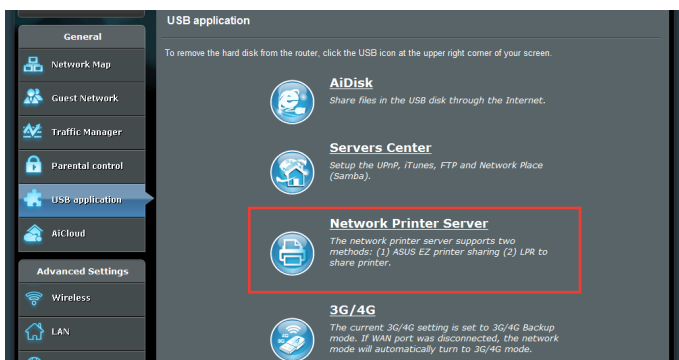 USB application
General
To remove the hard disk from the router, click the USB icon at the upper right corner of your screen.
Network Map
Guest Network
Traffic Manager
Parental control
USB application
AiCloud
Advanced Settings
Wireless
LAN
AiDisk
Share files in the USB disk through the Internet.
Servers Center
Setup the UPnP, iTunes, FTP and Network Place
(Samba).
Network Printer Server
The network printer server supports two
methods: (1) ASUS EZ printer sharing (2) LPR to
share printer.
3G/4G
The current 3G/4G setting is set to 3G/4G Backup
mode. If WAN port was disconnected, the network
mode will automatically turn to 3G/4G mode.